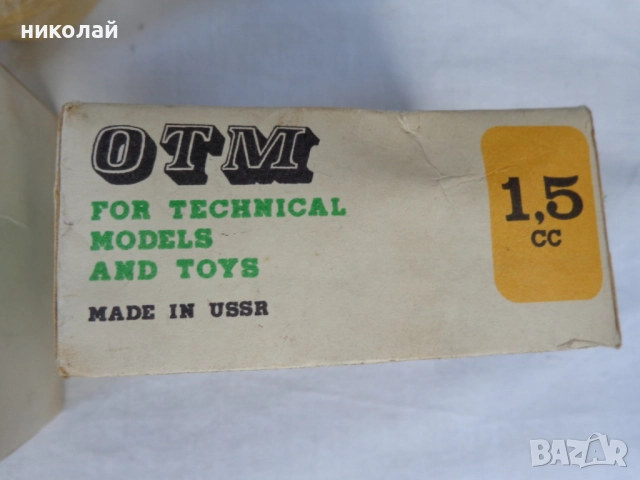 николай
OTM
FOR TECHNICAL
MODELS
AND TOYS
MADE IN USSR
1,5
CC
BAZAR